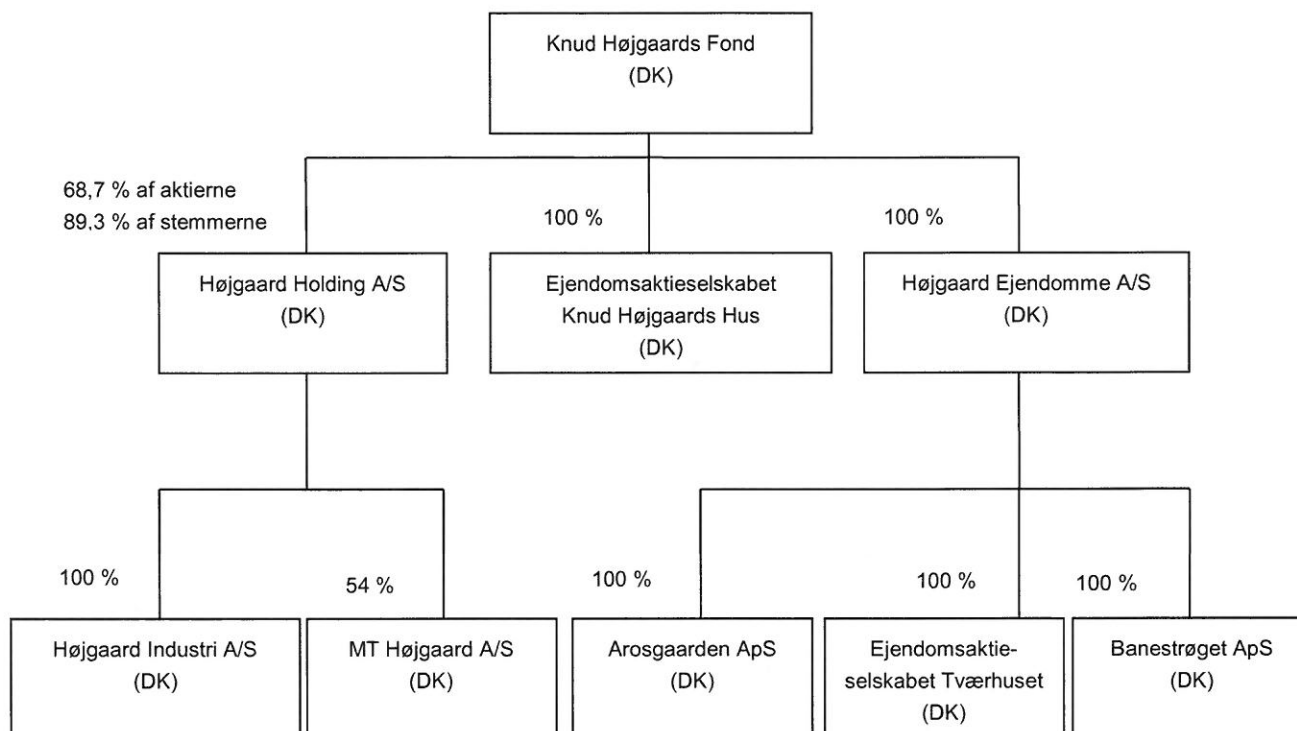 Knud Højgaards Fond
(DK)
68,7 % af aktierne
89,3 % af stemmerne
100 %
100 %
Højgaard Holding A/S
(DK)
Ejendomsaktieselskabet
Knud Højgaards Hus
(DK)
Højgaard Ejendomme A/S
(DK)
100 %
54 %
100 %
100 %
100 %
Højgaard Industri A/S
(DK)
MT Højgaard A/S
(DK)
Arosgaarden ApS
(DK)
Ejendomsaktie-
selskabet Tværhuset
(DK)
Banestrøget ApS
(DK)